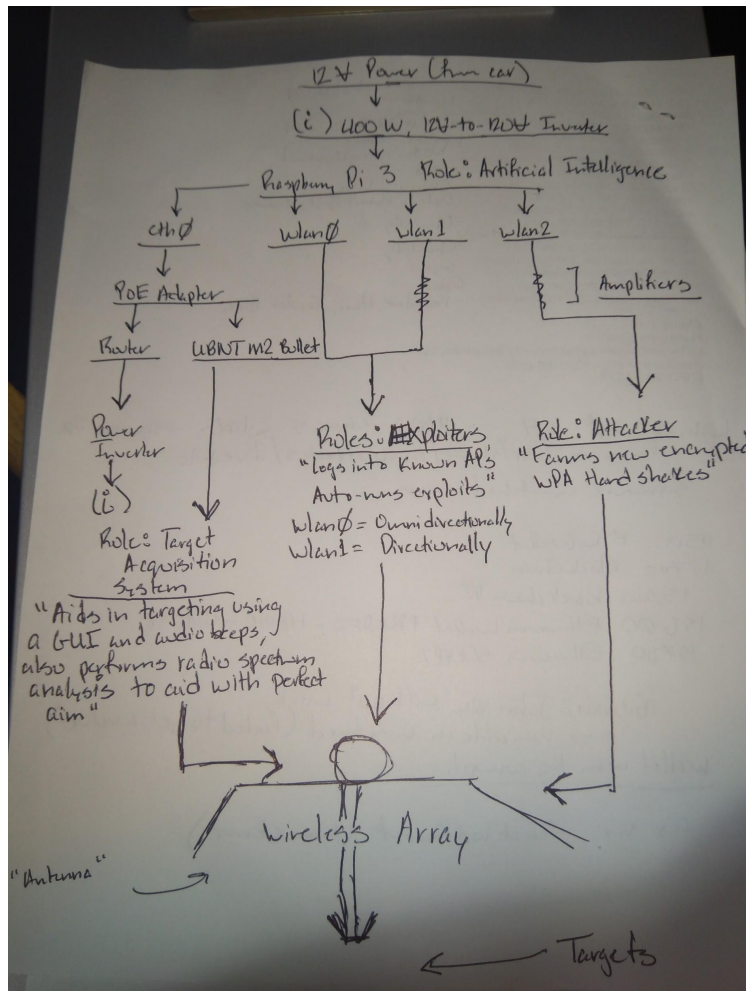 12V Power (from car)
(i) 400 W, 12V-to-120V Inverter
Raspberry Pi 3 Role: Artificial Intelligence
eth0 wlan0 wlan1 wlan2
PoE Adapter
Amplifiers
Router UBNT M2 Bullet
Power
Inverter
(i)
Roles: Exploiters
"Logs into Known AP's
Auto-runs exploits"
wlan0 = Omnidirectionally
wlan1 = Directionally
Role: Attacker
"Farms new encrypted
WPA Handshakes"
Role: Target
Acquisition
System
"Aids in targeting using
a GUI and audio beeps,
also performs radio spectrum
analysis to aid with perfect
aim"
Wireless Array
"Antenna"
Targets